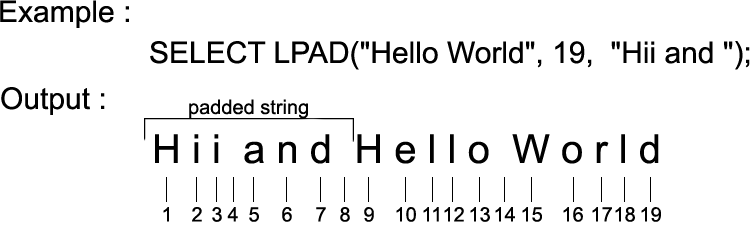 Example :
SELECT LPAD("Hello World", 19, "Hii and ");
Output :
padded string
Hii and Hello World
1 2 3 4 5 6 7 8 9 10 11 12 13 14 15 16 17 18 19